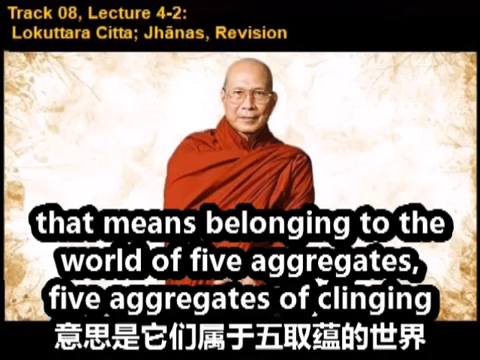 Track 08, Lecture 4-2:
Lokuttara Citta; Jhānas, Revision
that means belonging to the
world of five aggregates,
five aggregates of clinging
意思是它们属于五取蕴的世界